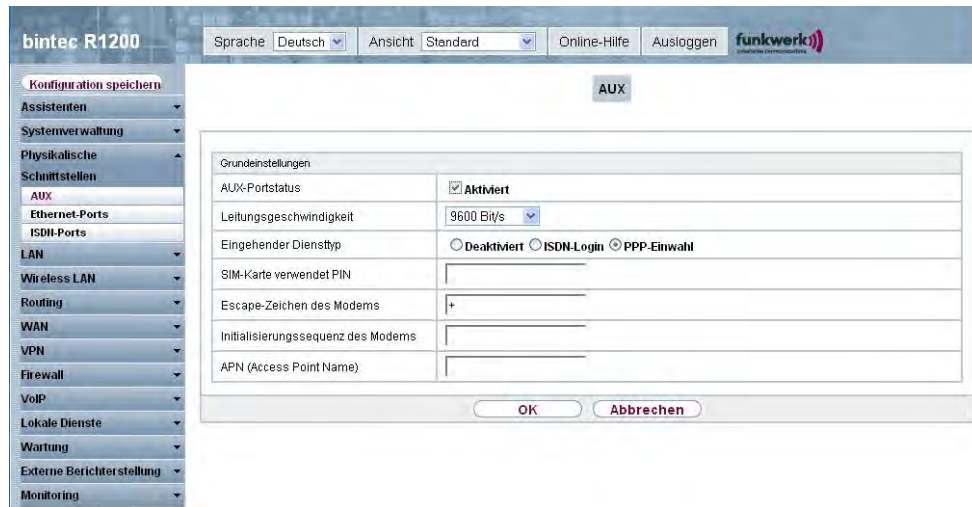 bintec R1200
Sprache Deutsch Ansicht Standard Online-Hilfe Ausloggen funkwerk
Konfiguration speichern
Assistenten
Systemverwaltung
Physikalische
Schnittstellen
AUX
Ethernet-Ports
ISDN-Ports
LAN
Wireless LAN
Routing
WAN
VPN
Firewall
VoIP
Lokale Dienste
Wartung
Externe Berichterstellung
Monitoring
AUX
Grundeinstellungen
AUX-Portstatus Aktiviert
Leitungsgeschwindigkeit 9600 Bit/s
Eingehender Diensttyp Deaktiviert ISDN-Login PPP-Einwahl
SIM-Karte verwendet PIN
Escape-Zeichen des Modems +
Initialisierungssequenz des Modems
APN (Access Point Name)
OK Abbrechen